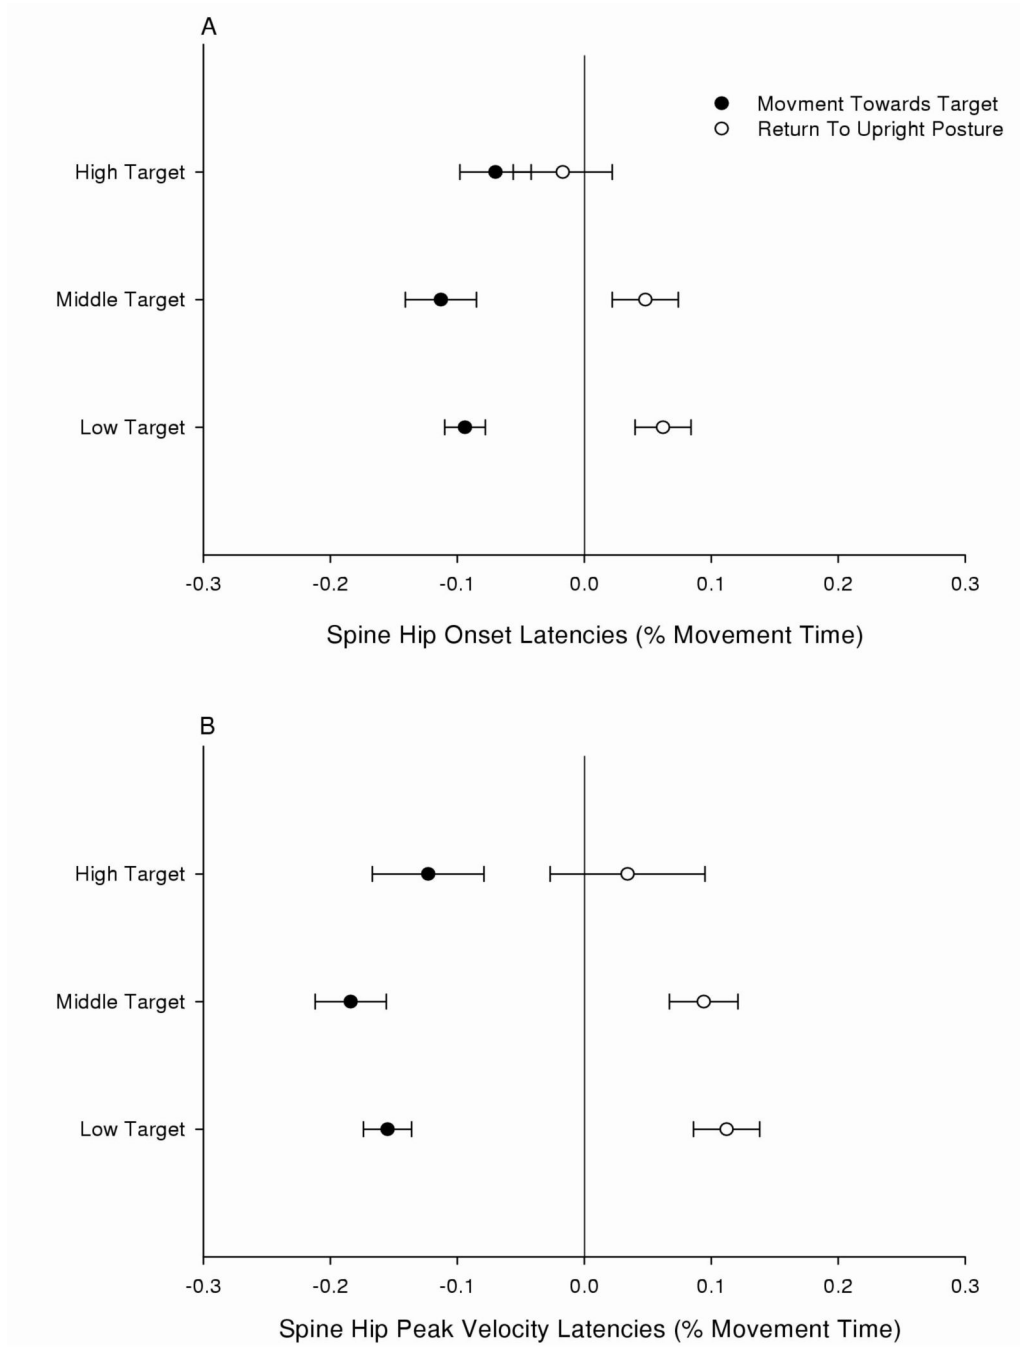 A
Movment Towards Target
Return To Upright Posture
High Target
Middle Target
Low Target
-0.3 -0.2 -0.1 0.0 0.1 0.2 0.3
Spine Hip Onset Latencies (% Movement Time)
B
High Target
Middle Target
Low Target
-0.3 -0.2 -0.1 0.0 0.1 0.2 0.3
Spine Hip Peak Velocity Latencies (% Movement Time)